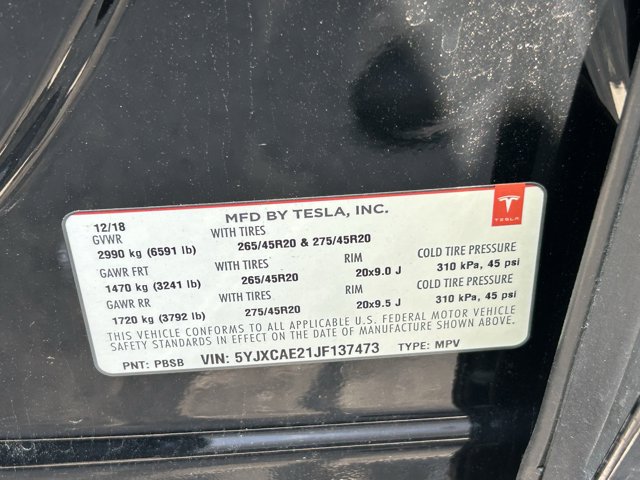 MFD BY TESLA, INC.
TESLA
12/18
GVWR WITH TIRES
2990 kg (6591 lb) 265/45R20 & 275/45R20
GAWR FRT WITH TIRES RIM COLD TIRE PRESSURE
1470 kg (3241 lb) 265/45R20 20x9.0 J 310 kPa, 45 psi
GAWR RR WITH TIRES RIM COLD TIRE PRESSURE
1720 kg (3792 lb) 275/45R20 20x9.5 J 310 kPa, 45 psi
THIS VEHICLE CONFORMS TO ALL APPLICABLE U.S. FEDERAL MOTOR VEHICLE
SAFETY STANDARDS IN EFFECT ON THE DATE OF MANUFACTURE SHOWN ABOVE.
PNT: PBSB VIN: 5YJXCAE21JF137473 TYPE: MPV